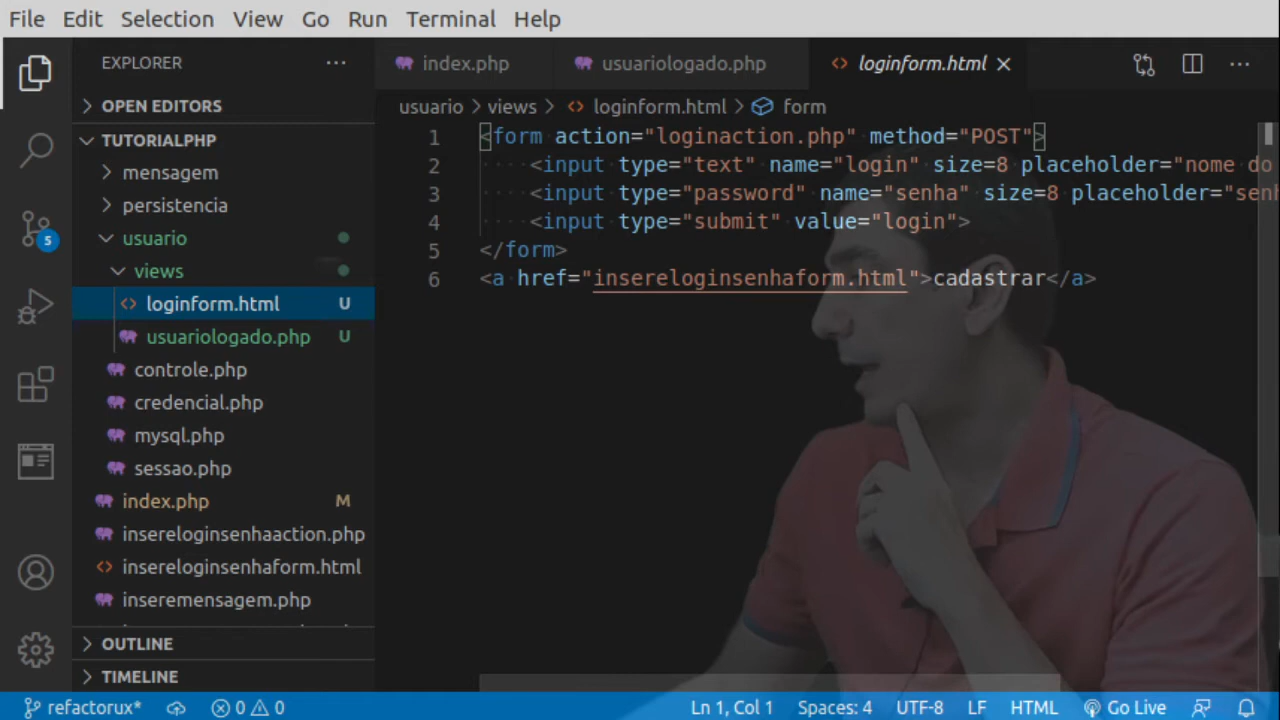 File Edit Selection View Go Run Terminal Help
EXPLORER
index.php
usuariologado.php
loginform.html
OPEN EDITORS
usuario > views > loginform.html > form
TUTORIALPHP
mensagem
persistencia
usuario
views
loginform.html U
usuariologado.php U
controle.php
credencial.php
mysql.php
sessao.php
index.php M
insereloginsenhaaction.php
insereloginsenhaform.html
inseremensagem.php
OUTLINE
TIMELINE
5
1 <form action="loginaction.php" method="POST">
2 <input type="text" name="login" size=8 placeholder="nome do
3 <input type="password" name="senha" size=8 placeholder="senh
4 <input type="submit" value="login">
5 </form>
6 <a href="insereloginsenhaform.html">cadastrar</a>
refactorux* 0 0 Ln 1, Col 1 Spaces: 4 UTF-8 LF HTML Go Live